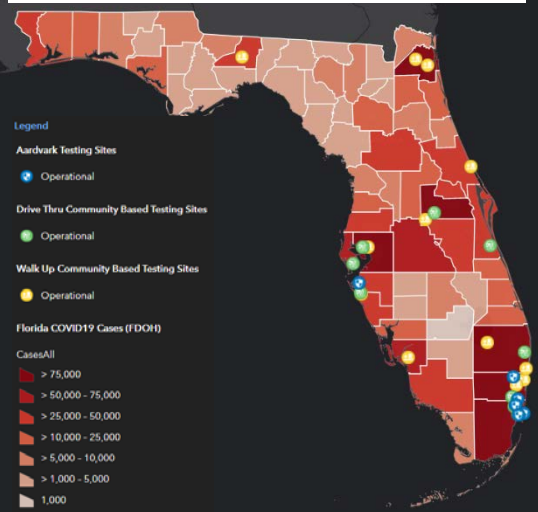 Legend
Aardvark Testing Sites
Operational
Drive Thru Community Based Testing Sites
Operational
Walk Up Community Based Testing Sites
Operational
Florida COVID19 Cases (FDOH)
CasesAll
> 75,000
> 50,000 - 75,000
> 25,000 - 50,000
> 10,000 - 25,000
> 5,000 - 10,000
> 1,000 - 5,000
1,000